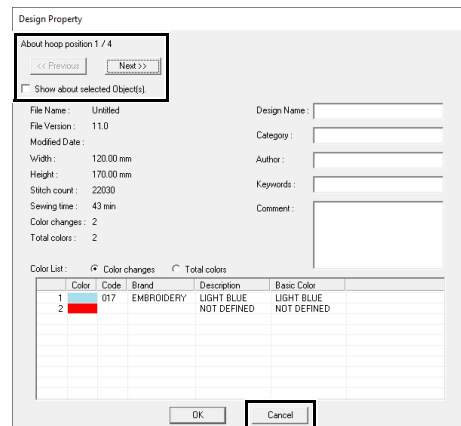 Design Property
About hoop position 1 / 4
<< Previous Next >>
Show about selected Object(s).
File Name : Untitled Design Name :
File Version : 11.0
Category :
Modified Date :
Width : 120.00 mm Author :
Height : 170.00 mm
Keywords :
Stitch count : 22030
Sewing time : 43 min Comment :
Color changes : 2
Total colors : 2
Color List : Color changes Total colors
Color Code Brand Description Basic Color
1 017 EMBROIDERY LIGHT BLUE LIGHT BLUE
2 NOT DEFINED NOT DEFINED
OK Cancel